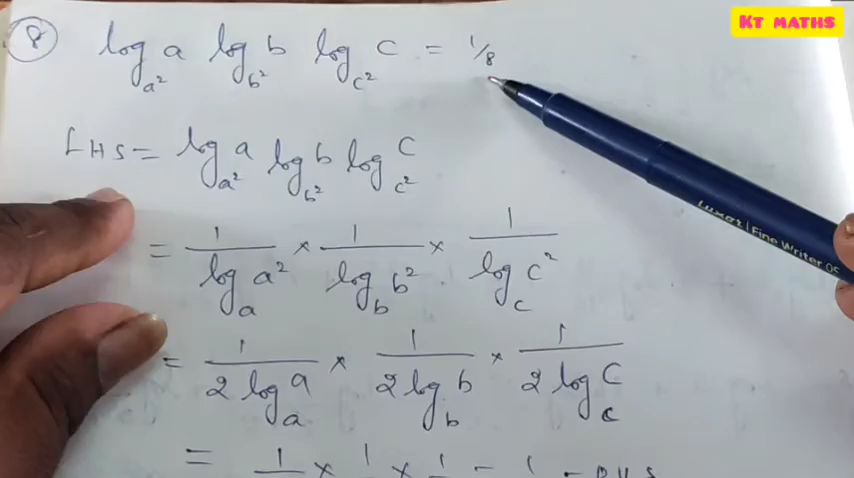 KT MATHS
8 log_{a²} a log_{b²} b log_{c²} c = 1/8
LHS = log_{a²} a log_{b²} b log_{c²} c
= 1/(log_a a²) × 1/(log_b b²) × 1/(log_c c²)
= 1/(2 log_a a) × 1/(2 log_b b) × 1/(2 log_c c)
Luxor | Fine Writer 05